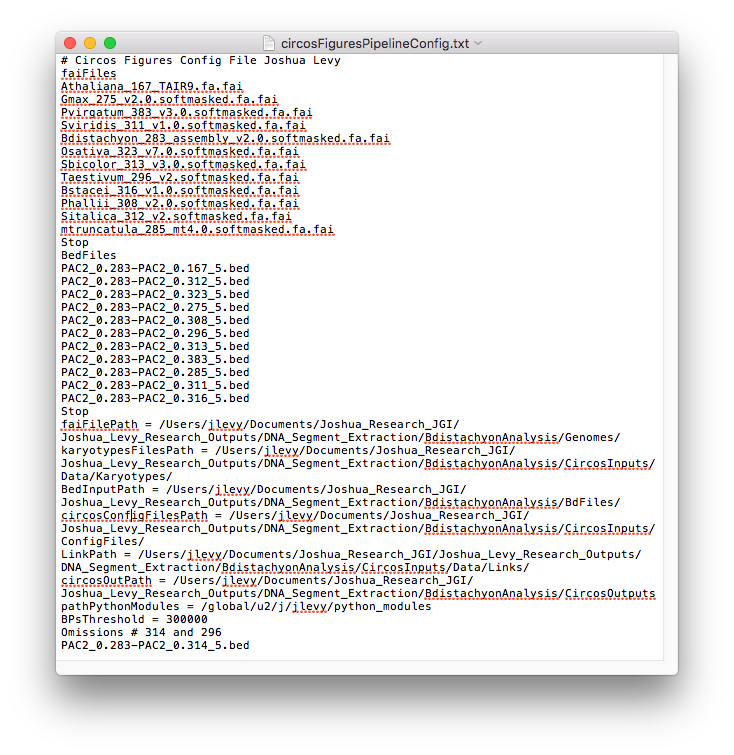 circosFiguresPipelineConfig.txt
# Circos Figures Config File Joshua Levy
faiFiles
Athaliana_167_TAIR9.fa.fai
Gmax_275_v2.0.softmasked.fa.fai
Pvirgatum_383_v3.0.softmasked.fa.fai
Sviridis_311_v1.0.softmasked.fa.fai
Bdistachyon_283_assembly_v2.0.softmasked.fa.fai
Osativa_323_v7.0.softmasked.fa.fai
Sbicolor_313_v3.0.softmasked.fa.fai
Taestivum_296_v2.softmasked.fa.fai
Bstacei_316_v1.0.softmasked.fa.fai
Phallii_308_v2.0.softmasked.fa.fai
Sitalica_312_v2.softmasked.fa.fai
mtruncatula_285_mt4.0.softmasked.fa.fai
Stop
BedFiles
PAC2_0.283-PAC2_0.167_5.bed
PAC2_0.283-PAC2_0.312_5.bed
PAC2_0.283-PAC2_0.323_5.bed
PAC2_0.283-PAC2_0.275_5.bed
PAC2_0.283-PAC2_0.308_5.bed
PAC2_0.283-PAC2_0.296_5.bed
PAC2_0.283-PAC2_0.313_5.bed
PAC2_0.283-PAC2_0.383_5.bed
PAC2_0.283-PAC2_0.285_5.bed
PAC2_0.283-PAC2_0.311_5.bed
PAC2_0.283-PAC2_0.316_5.bed
Stop
faiFilePath = /Users/jlevy/Documents/Joshua_Research_JGI/
Joshua_Levy_Research_Outputs/DNA_Segment_Extraction/BdistachyonAnalysis/Genomes/
karyotypesFilesPath = /Users/jlevy/Documents/Joshua_Research_JGI/
Joshua_Levy_Research_Outputs/DNA_Segment_Extraction/BdistachyonAnalysis/CircosInputs/
Data/Karyotypes/
BedInputPath = /Users/jlevy/Documents/Joshua_Research_JGI/
Joshua_Levy_Research_Outputs/DNA_Segment_Extraction/BdistachyonAnalysis/BdFiles/
circosConfigFilesPath = /Users/jlevy/Documents/Joshua_Research_JGI/
Joshua_Levy_Research_Outputs/DNA_Segment_Extraction/BdistachyonAnalysis/CircosInputs/
ConfigFiles/
LinkPath = /Users/jlevy/Documents/Joshua_Research_JGI/Joshua_Levy_Research_Outputs/
DNA_Segment_Extraction/BdistachyonAnalysis/CircosInputs/Data/Links/
circosOutPath = /Users/jlevy/Documents/Joshua_Research_JGI/
Joshua_Levy_Research_Outputs/DNA_Segment_Extraction/BdistachyonAnalysis/CircosOutputs
pathPythonModules = /global/u2/j/jlevy/python_modules
BPsThreshold = 300000
Omissions # 314 and 296
PAC2_0.283-PAC2_0.314_5.bed